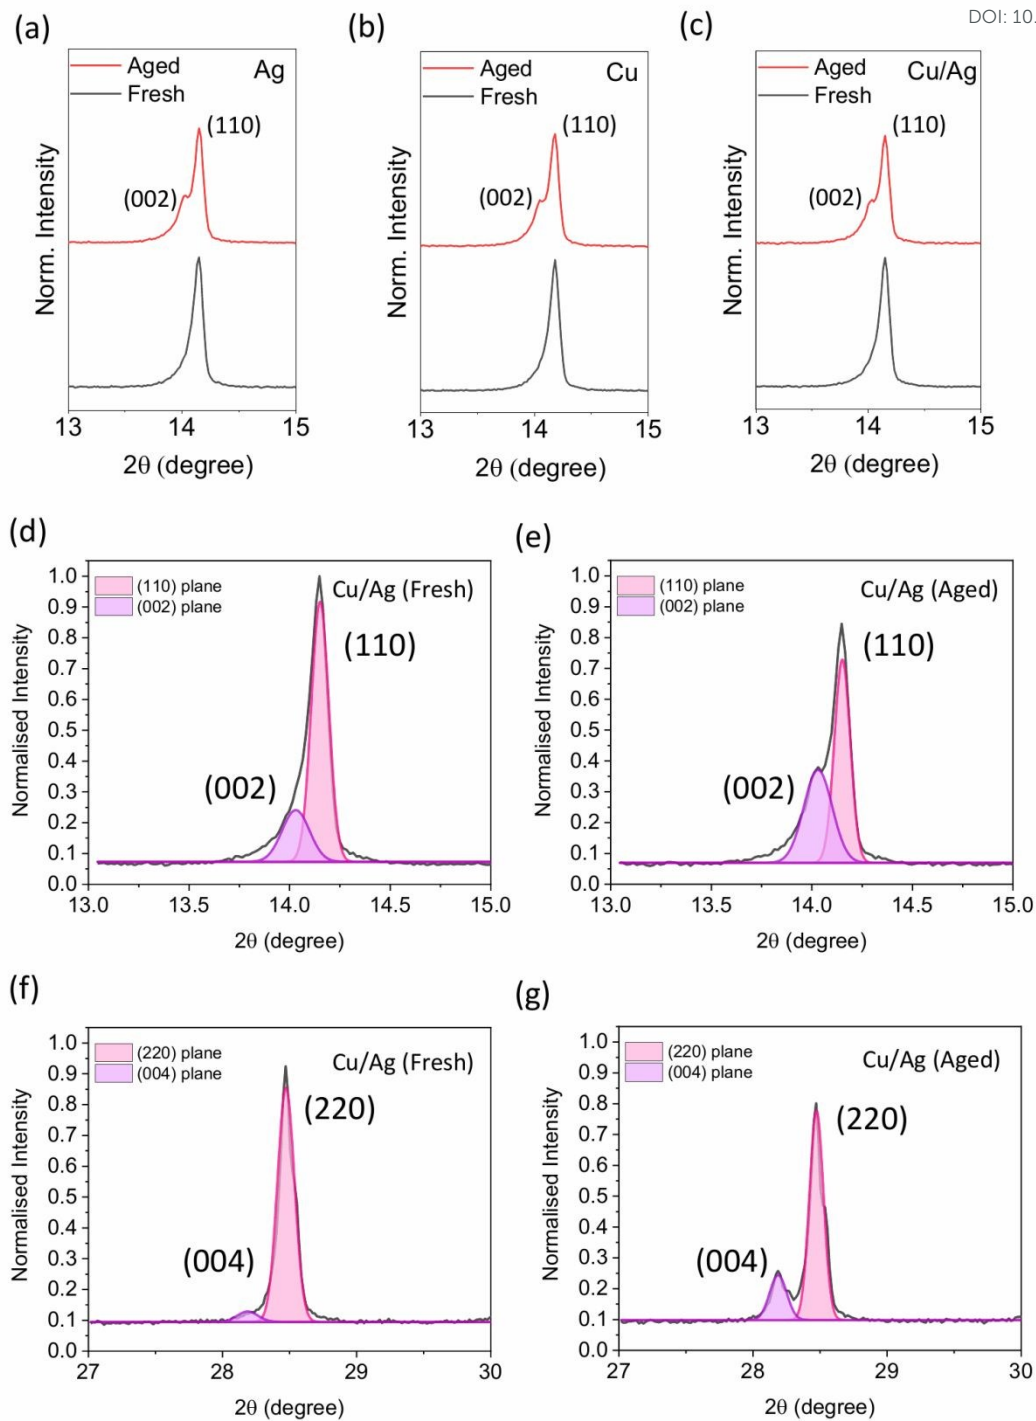 DOI: 10.
(a)
Aged
Fresh
Ag
(110)
(002)
Norm. Intensity
13
14
15
2θ (degree)
(b)
Aged
Fresh
Cu
(110)
(002)
Norm. Intensity
13
14
15
2θ (degree)
(c)
Aged
Fresh
Cu/Ag
(110)
(002)
Norm. Intensity
13
14
15
2θ (degree)
(d)
(110) plane
(002) plane
Cu/Ag (Fresh)
(110)
(002)
Normalised Intensity
1.0
0.9
0.8
0.7
0.6
0.5
0.4
0.3
0.2
0.1
0.0
13.0
13.5
14.0
14.5
15.0
2θ (degree)
(e)
(110) plane
(002) plane
Cu/Ag (Aged)
(110)
(002)
Normalised Intensity
1.0
0.9
0.8
0.7
0.6
0.5
0.4
0.3
0.2
0.1
0.0
13.0
13.5
14.0
14.5
15.0
2θ (degree)
(f)
(220) plane
(004) plane
Cu/Ag (Fresh)
(220)
(004)
Normalised Intensity
1.0
0.9
0.8
0.7
0.6
0.5
0.4
0.3
0.2
0.1
0.0
27
28
29
30
2θ (degree)
(g)
(220) plane
(004) plane
Cu/Ag (Aged)
(220)
(004)
Normalised Intensity
1.0
0.9
0.8
0.7
0.6
0.5
0.4
0.3
0.2
0.1
0.0
27
28
29
30
2θ (degree)